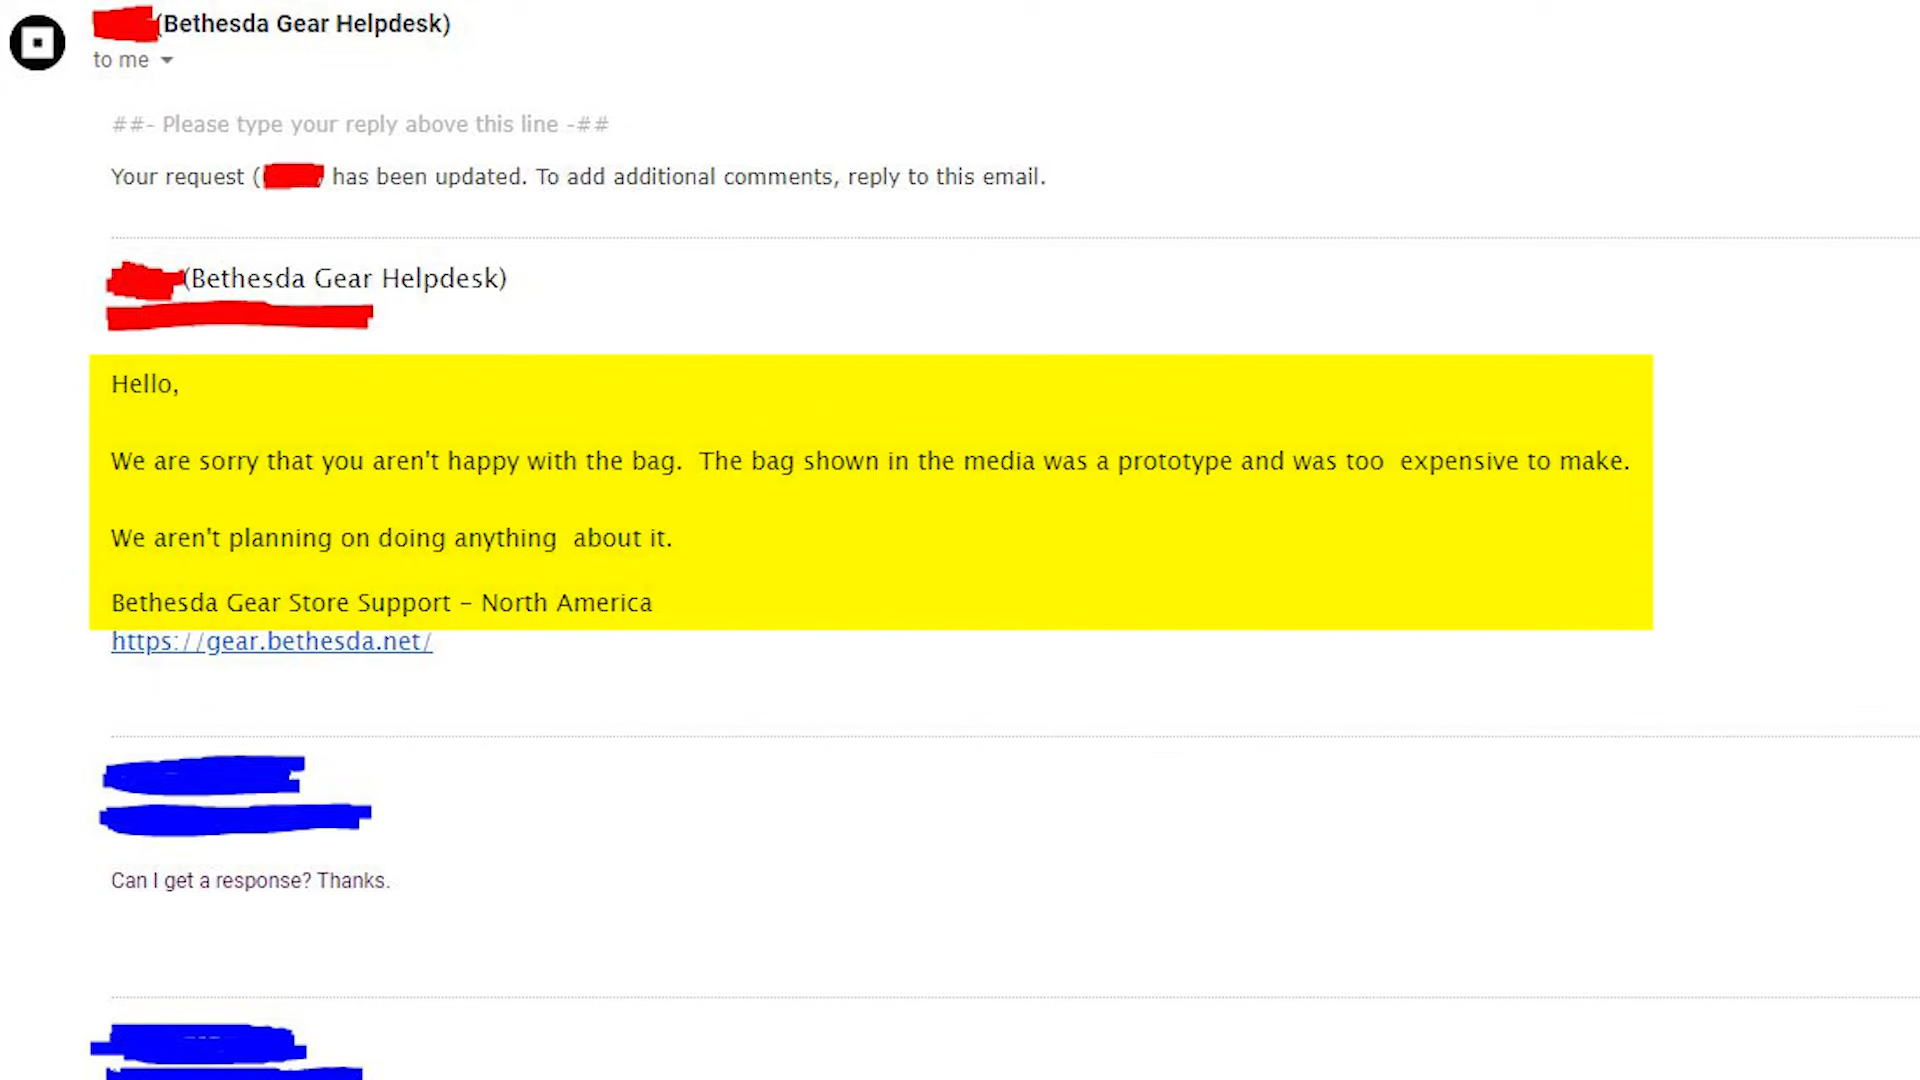 (Bethesda Gear Helpdesk)
to me
##- Please type your reply above this line -##
Your request ( has been updated. To add additional comments, reply to this email.
(Bethesda Gear Helpdesk)
Hello,
We are sorry that you aren't happy with the bag.  The bag shown in the media was a prototype and was too  expensive to make.
We aren't planning on doing anything  about it.
Bethesda Gear Store Support – North America
https://gear.bethesda.net/
Can I get a response? Thanks.